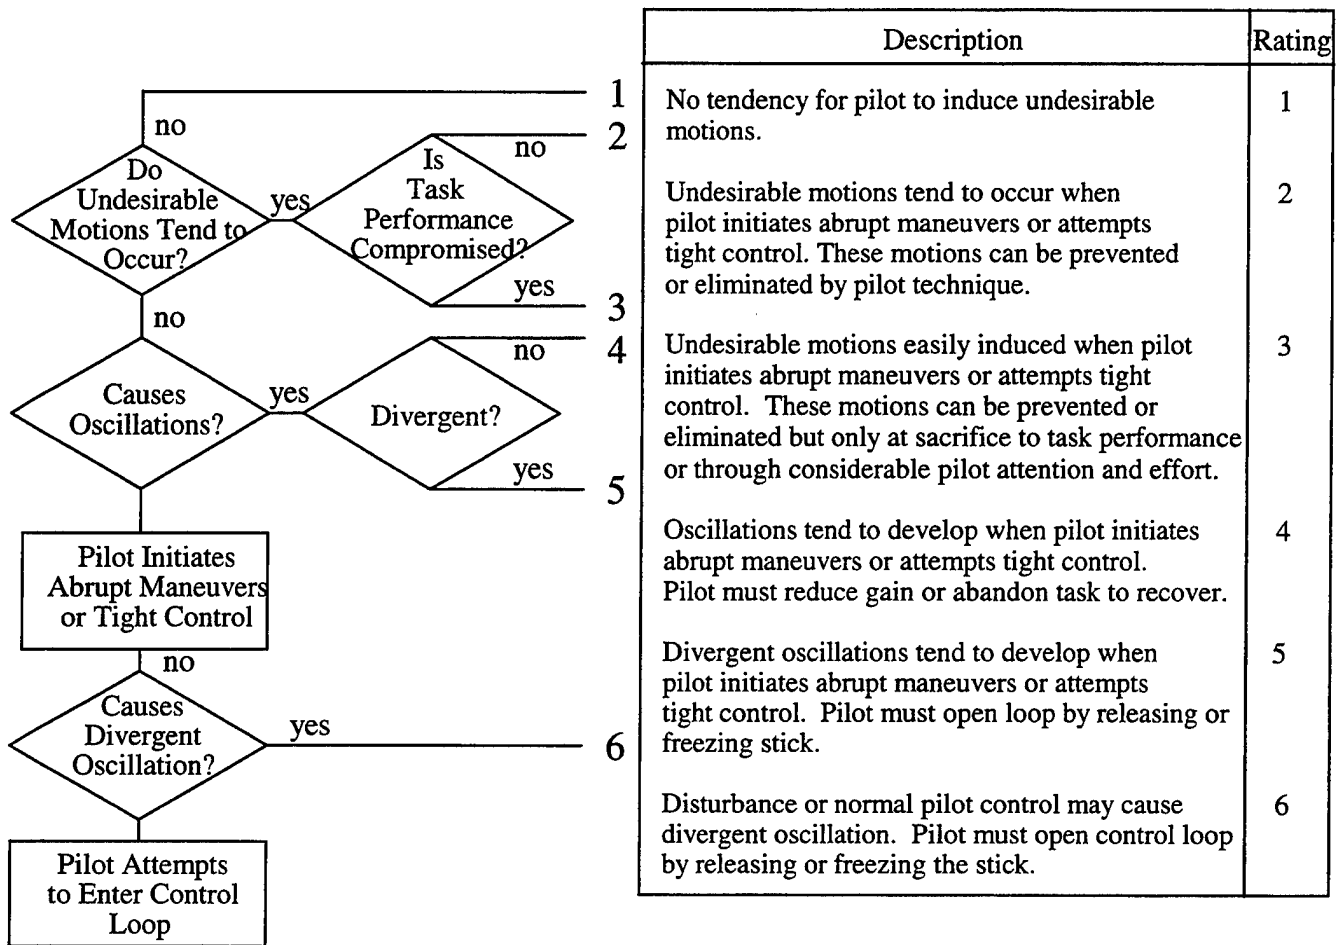 no
1
2
no
Do
Undesirable
Motions Tend to
Occur?
yes
Is
Task
Performance
Compromised?
yes
3
no
4
no
Causes
Oscillations?
yes
Divergent?
yes
5
Pilot Initiates
Abrupt Maneuvers
or Tight Control
no
Causes
Divergent
Oscillation?
yes
6
Pilot Attempts
to Enter Control
Loop
Description Rating
No tendency for pilot to induce undesirable 1
motions.
Undesirable motions tend to occur when 2
pilot initiates abrupt maneuvers or attempts
tight control. These motions can be prevented
or eliminated by pilot technique.
Undesirable motions easily induced when pilot 3
initiates abrupt maneuvers or attempts tight
control. These motions can be prevented or
eliminated but only at sacrifice to task performance
or through considerable pilot attention and effort.
Oscillations tend to develop when pilot initiates 4
abrupt maneuvers or attempts tight control.
Pilot must reduce gain or abandon task to recover.
Divergent oscillations tend to develop when 5
pilot initiates abrupt maneuvers or attempts
tight control. Pilot must open loop by releasing or
freezing stick.
Disturbance or normal pilot control may cause 6
divergent oscillation. Pilot must open control loop
by releasing or freezing the stick.